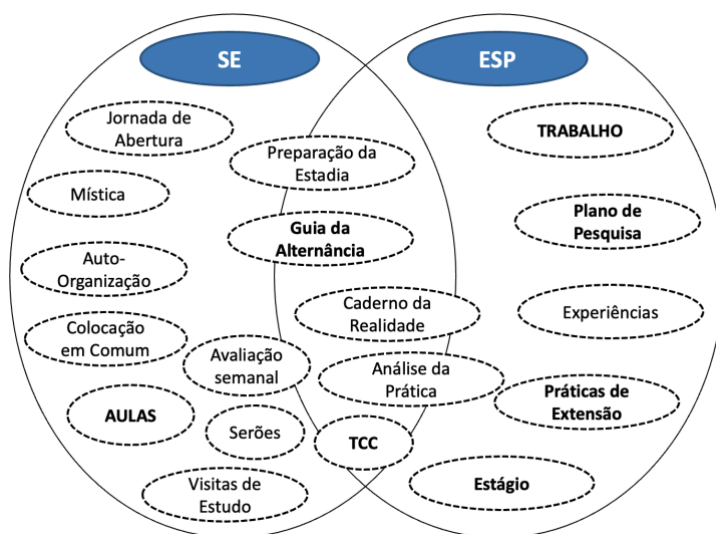 SE
ESP
Jornada de
Abertura
Preparação da
Estadia
TRABALHO
Mística
Guia da
Alternância
Plano de
Pesquisa
Auto-
Organização
Caderno da
Realidade
Experiências
Colocação
em Comum
Avaliação
semanal
Análise da
Prática
Práticas de
Extensão
AULAS
Serões
TCC
Visitas de
Estudo
Estágio